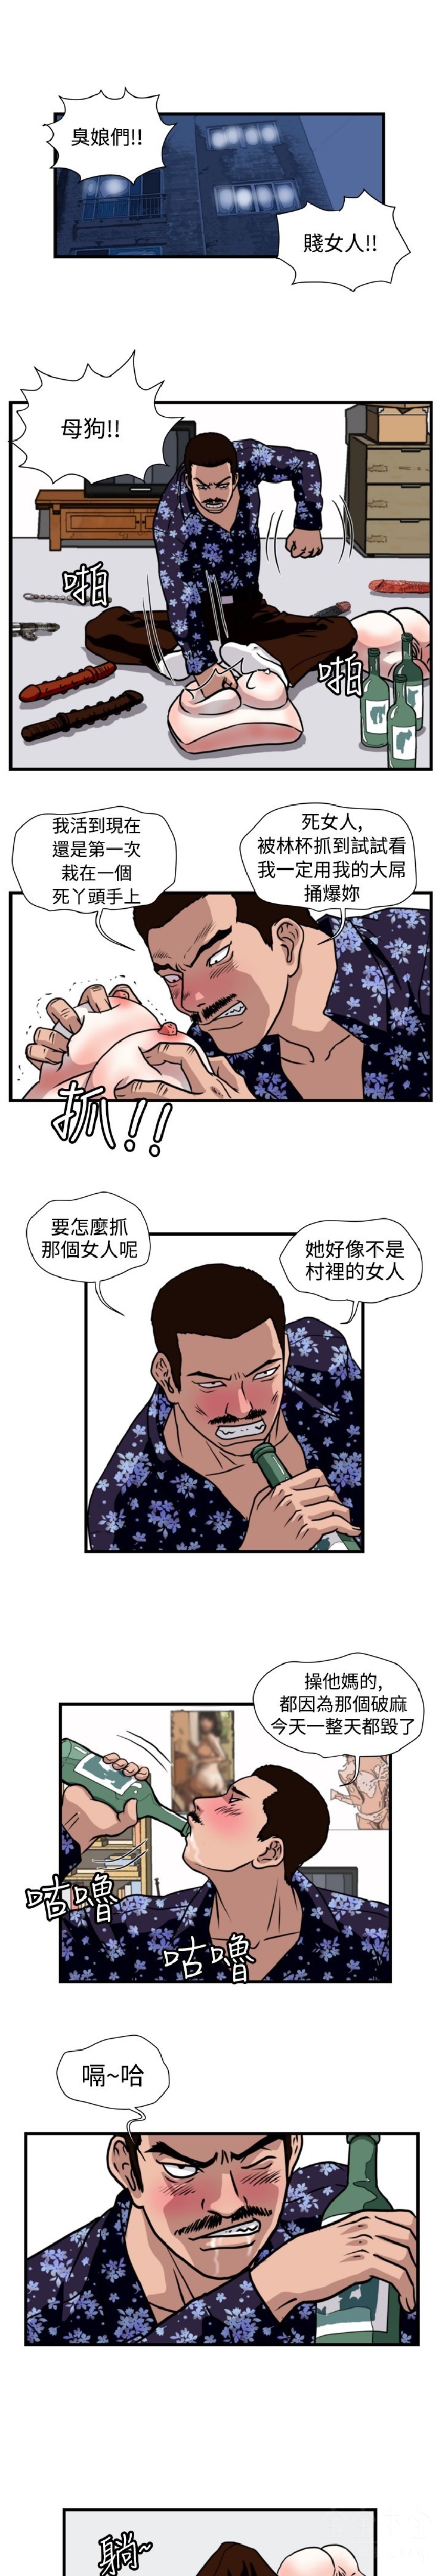 臭娘們!!
賤女人!!
母狗!!
啪
啪
我活到現在
還是第一次
栽在一個
死丫頭手上
死女人,
被林杯抓到試試看
我一定用我的大屌
捅爆妳
抓!!
要怎麼抓
那個女人呢
她好像不是
村裡的女人
操他媽的,
都因為那個破麻
今天一整天都毀了
咕嚕
咕嚕
嗝~哈
躺~